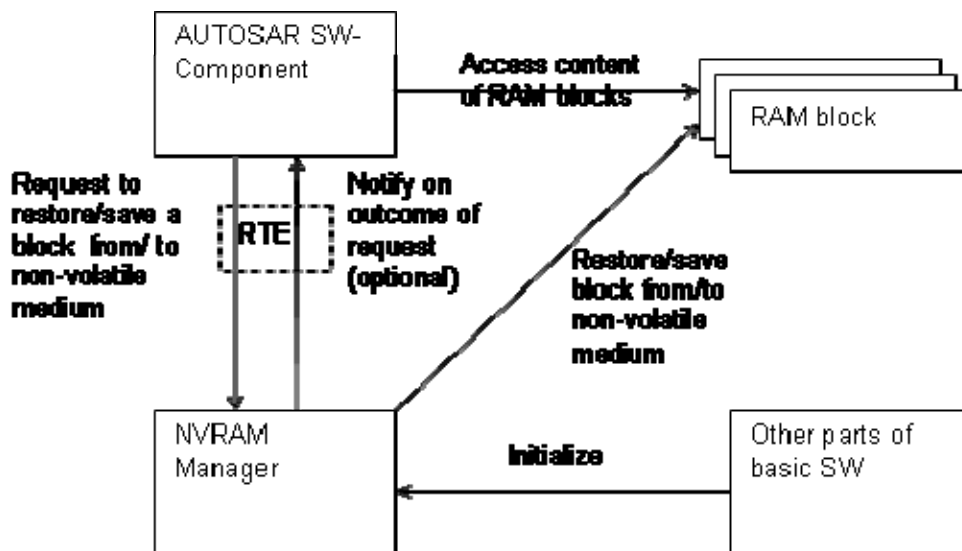 AUTOSAR SW-
Component
Access content
of RAM blocks
RAM block
Request to
restore/save a
block from/ to
non-volatile
medium
RTE
Notify on
outcome of
request
(optional)
Restore/save
block from/to
non-volatile
medium
NVRAM
Manager
Initialize
Other parts of
basic SW